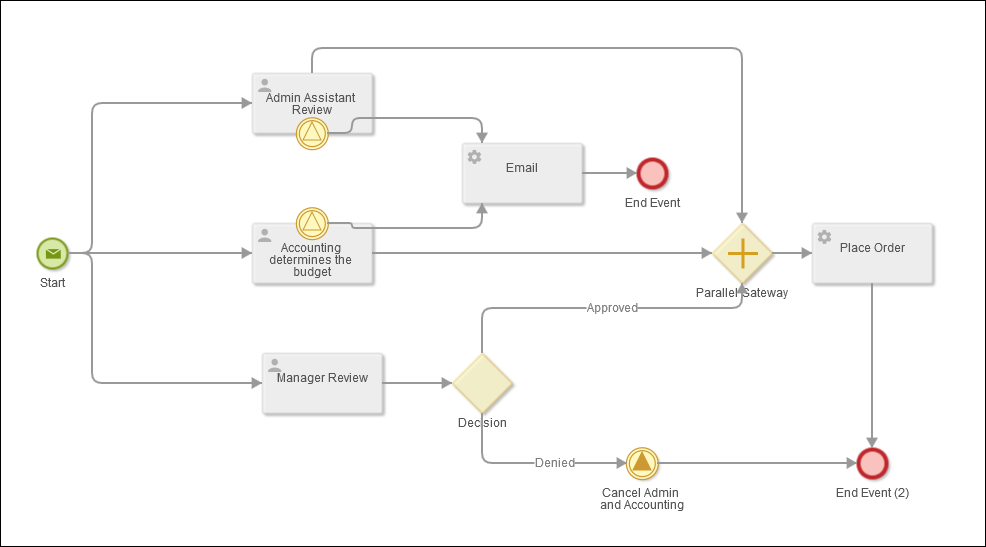 Admin Assistant
Review
Email
End Event
Start
Accounting
determines the
budget
Place Order
Parallel Gateway
Approved
Manager Review
Decision
Denied
Cancel Admin
and Accounting
End Event (2)